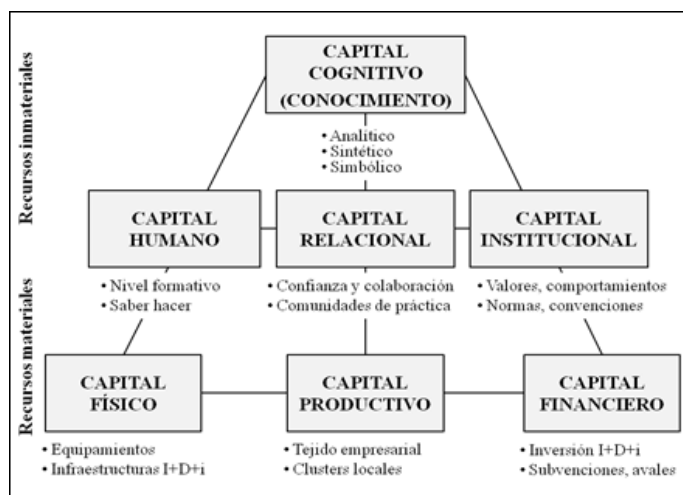 CAPITAL
COGNITIVO
(CONOCIMIENTO)
• Analítico
• Sintético
• Simbólico
Recursos inmateriales
CAPITAL
HUMANO
CAPITAL
RELACIONAL
CAPITAL
INSTITUCIONAL
• Nivel formativo
• Saber hacer
• Confianza y colaboración
• Comunidades de práctica
• Valores, comportamientos
• Normas, convenciones
Recursos materiales
CAPITAL
FÍSICO
CAPITAL
PRODUCTIVO
CAPITAL
FINANCIERO
• Equipamientos
• Infraestructuras I+D+i
• Tejido empresarial
• Clusters locales
• Inversión I+D+i
• Subvenciones, avales